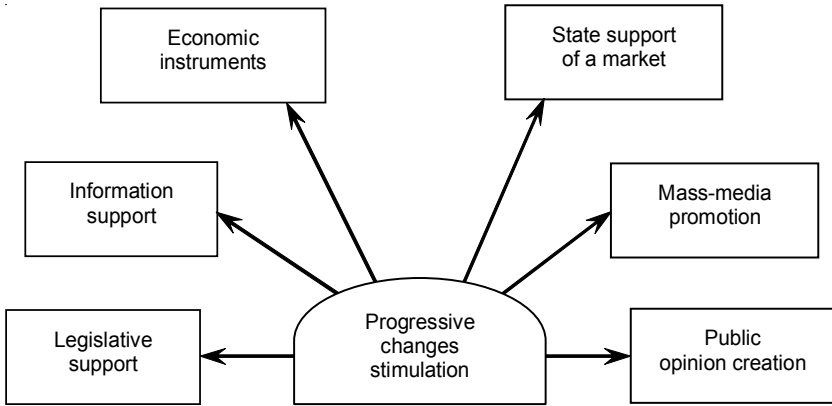 Economic
instruments
State support
of a market
Information
support
Mass-media
promotion
Legislative
support
Progressive
changes
stimulation
Public
opinion creation